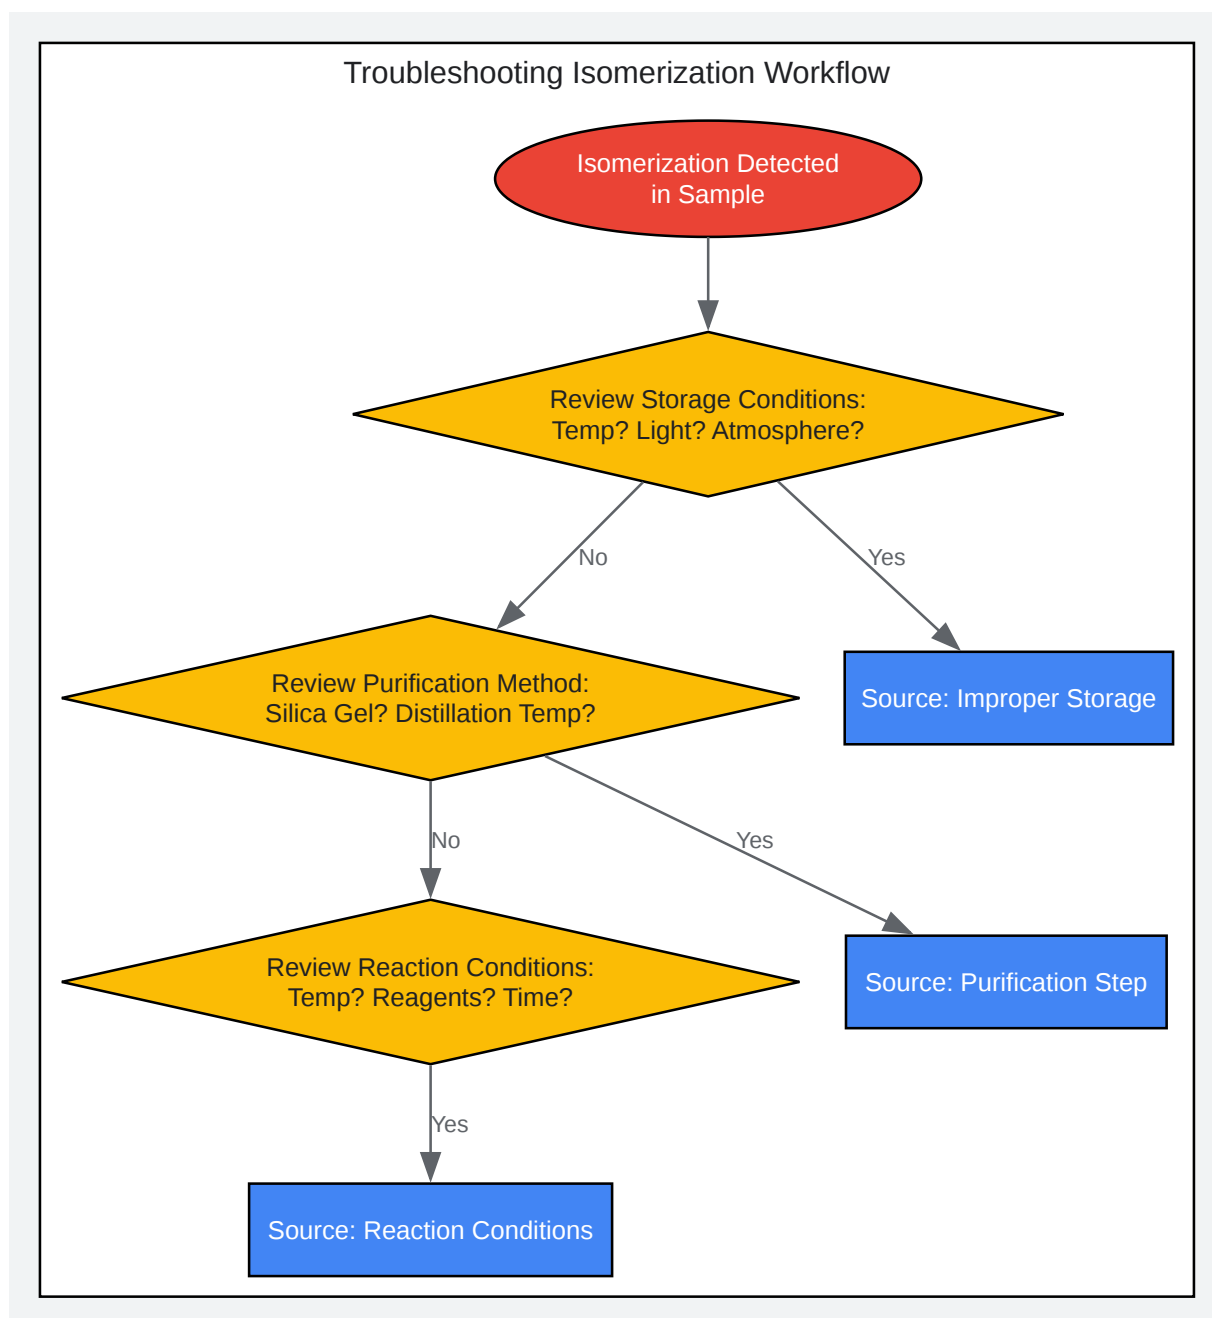 Troubleshooting Isomerization Workflow
Isomerization Detected
in Sample
Review Storage Conditions:
Temp? Light? Atmosphere?
No
Yes
Review Purification Method:
Silica Gel? Distillation Temp?
Source: Improper Storage
No
Yes
Review Reaction Conditions:
Temp? Reagents? Time?
Source: Purification Step
Yes
Source: Reaction Conditions